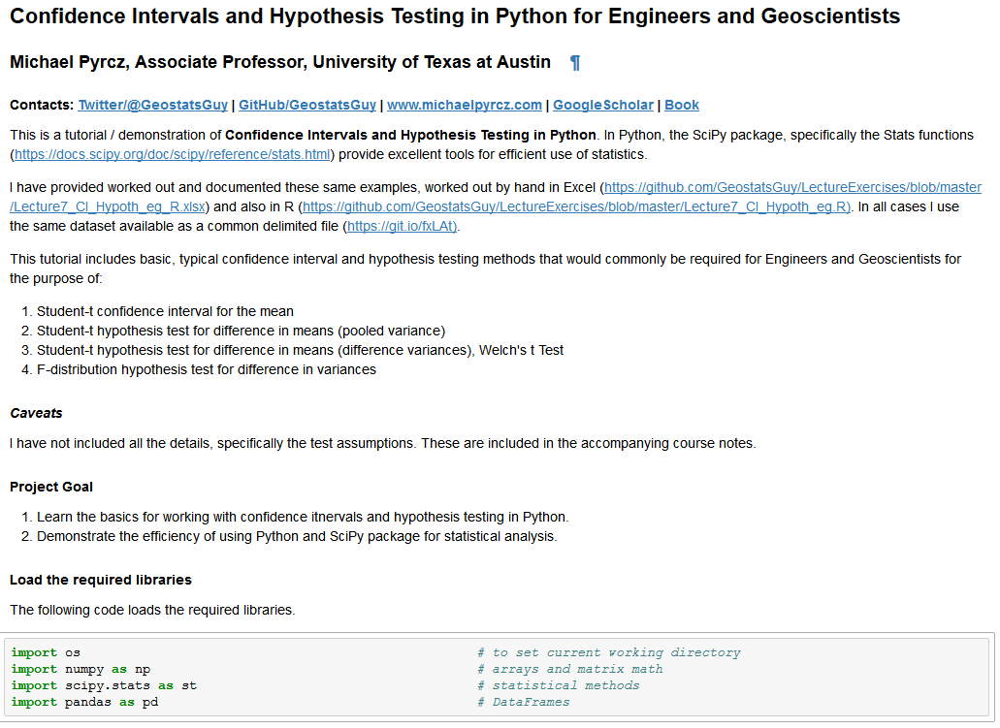 Confidence Intervals and Hypothesis Testing in Python for Engineers and Geoscientists
Michael Pyrcz, Associate Professor, University of Texas at Austin ¶
Contacts: Twitter/@GeostatsGuy | GitHub/GeostatsGuy | www.michaelpyrcz.com | GoogleScholar | Book
This is a tutorial / demonstration of Confidence Intervals and Hypothesis Testing in Python. In Python, the SciPy package, specifically the Stats functions
(https://docs.scipy.org/doc/scipy/reference/stats.html) provide excellent tools for efficient use of statistics.
I have provided worked out and documented these same examples, worked out by hand in Excel (https://github.com/GeostatsGuy/LectureExercises/blob/master
/Lecture7_CI_Hypoth_eg_R.xlsx) and also in R (https://github.com/GeostatsGuy/LectureExercises/blob/master/Lecture7_CI_Hypoth_eg.R). In all cases I use
the same dataset available as a common delimited file (https://git.io/fxLAt).
This tutorial includes basic, typical confidence interval and hypothesis testing methods that would commonly be required for Engineers and Geoscientists for
the purpose of:
1. Student-t confidence interval for the mean
2. Student-t hypothesis test for difference in means (pooled variance)
3. Student-t hypothesis test for difference in means (difference variances), Welch's t Test
4. F-distribution hypothesis test for difference in variances
Caveats
I have not included all the details, specifically the test assumptions. These are included in the accompanying course notes.
Project Goal
1. Learn the basics for working with confidence itnervals and hypothesis testing in Python.
2. Demonstrate the efficiency of using Python and SciPy package for statistical analysis.
Load the required libraries
The following code loads the required libraries.
import os # to set current working directory
import numpy as np # arrays and matrix math
import scipy.stats as st # statistical methods
import pandas as pd # DataFrames